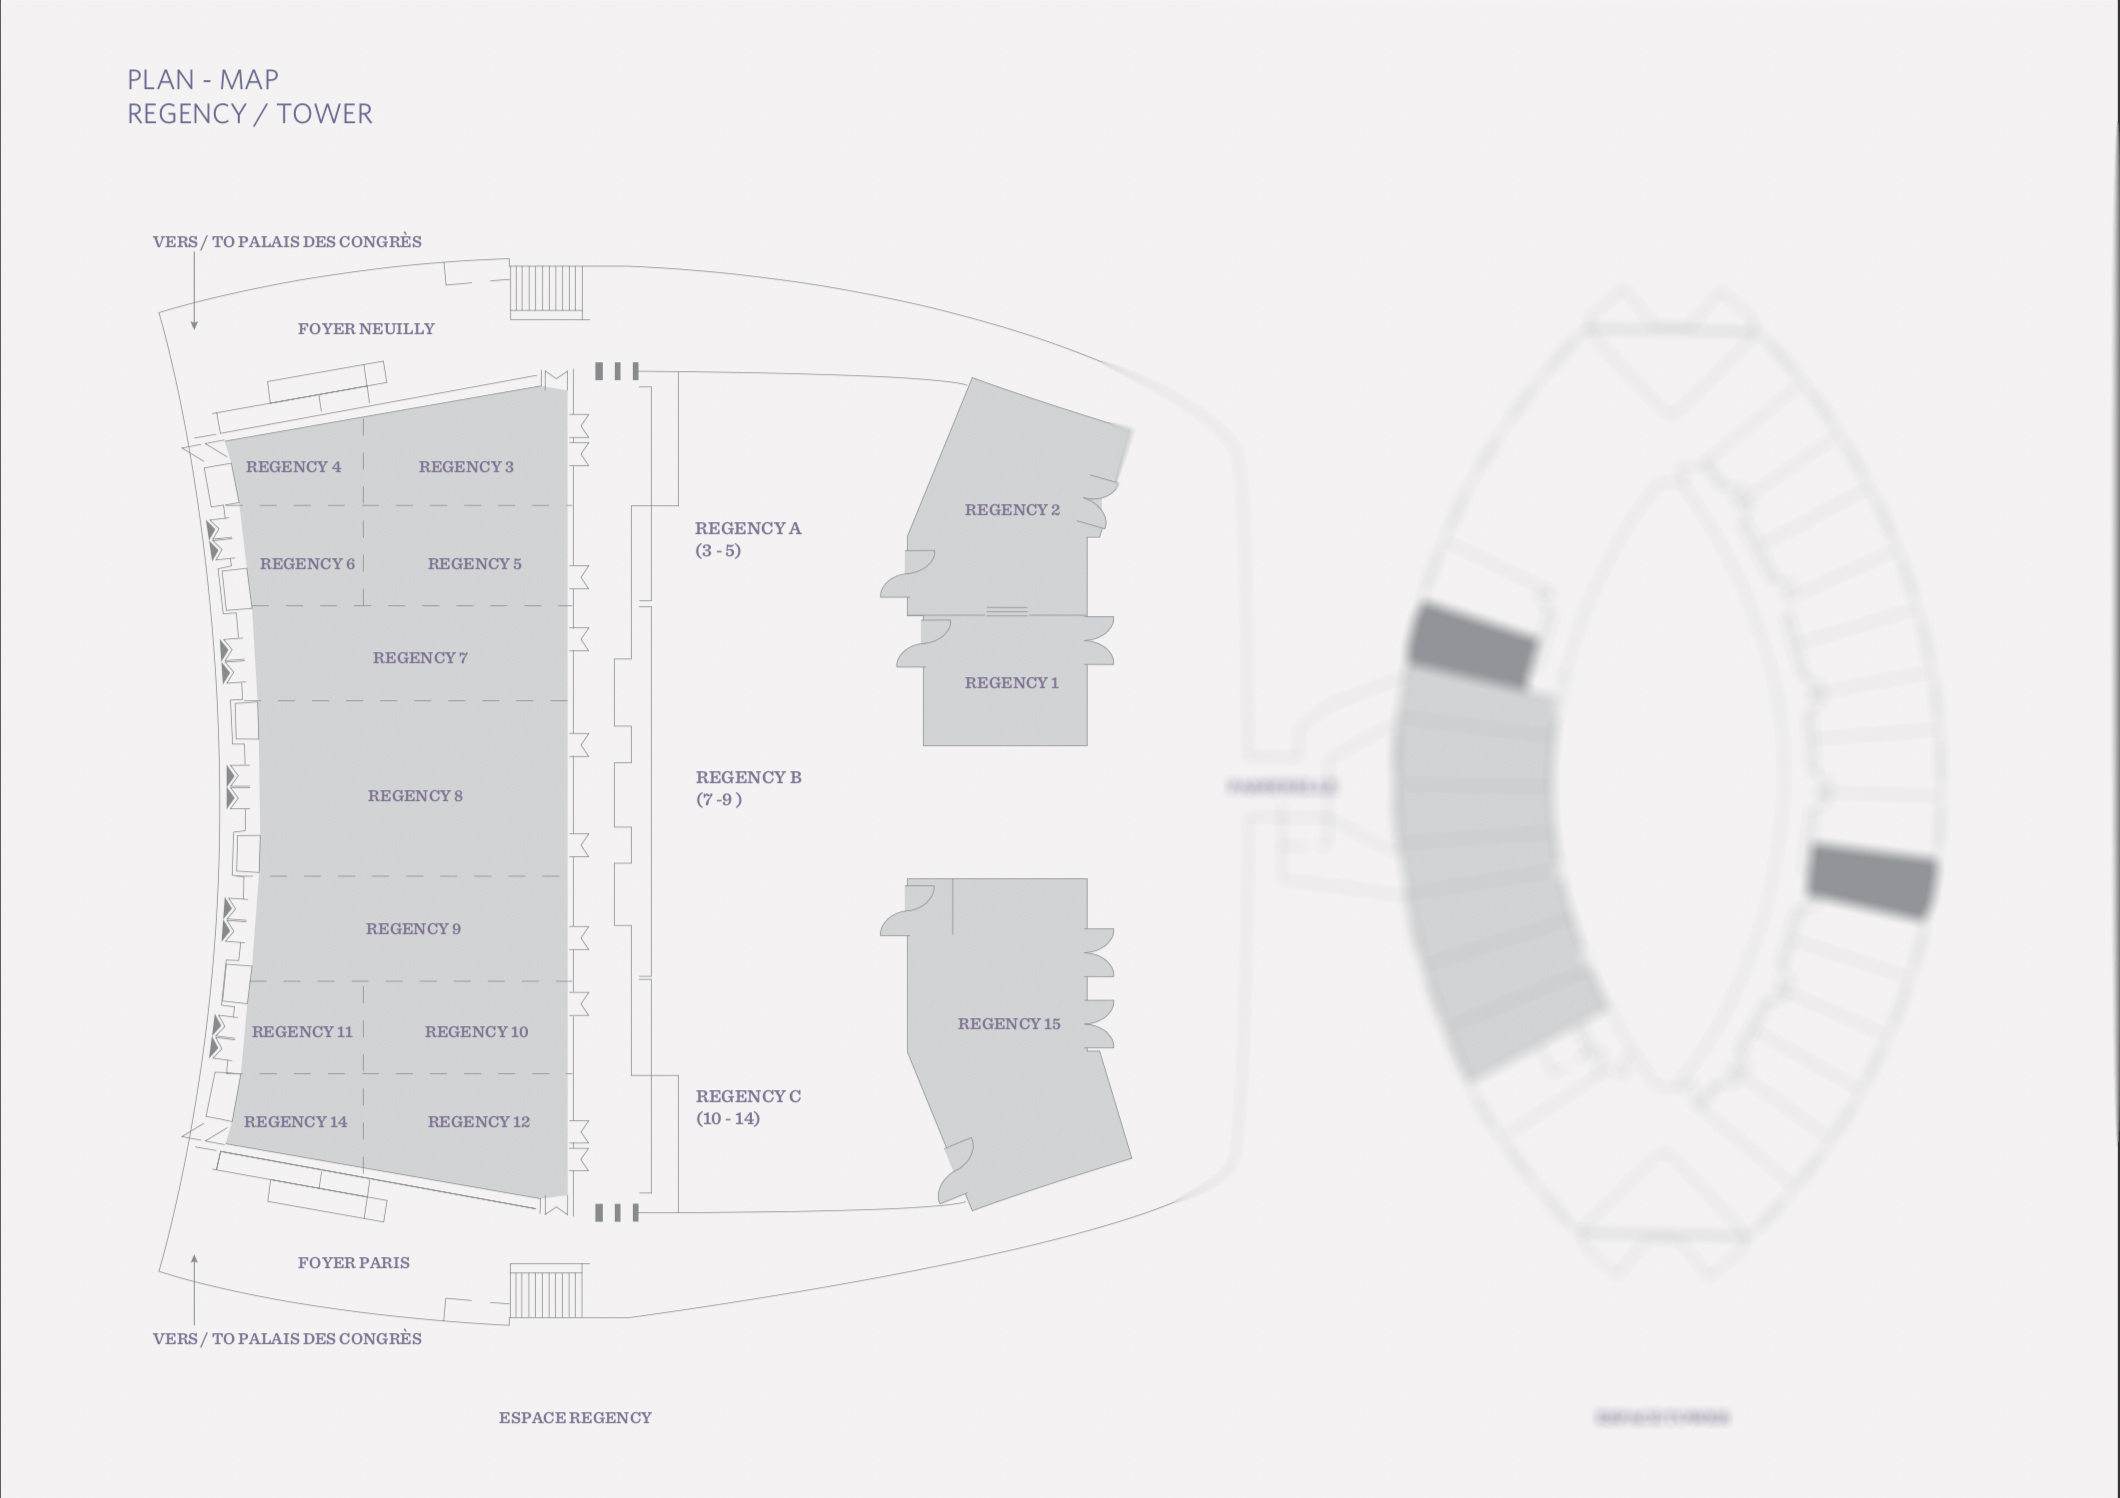 PLAN - MAP
REGENCY / TOWER
VERS / TO PALAIS DES CONGRÈS
FOYER NEUILLY
REGENCY 4
REGENCY 3
REGENCY 6
REGENCY 5
REGENCY 7
REGENCY 8
REGENCY 9
REGENCY 11
REGENCY 10
REGENCY 14
REGENCY 12
REGENCY A
(3 - 5)
REGENCY B
(7 -9 )
REGENCY C
(10 - 14)
REGENCY 2
REGENCY 1
REGENCY 15
FOYER PARIS
VERS / TO PALAIS DES CONGRÈS
ESPACE REGENCY